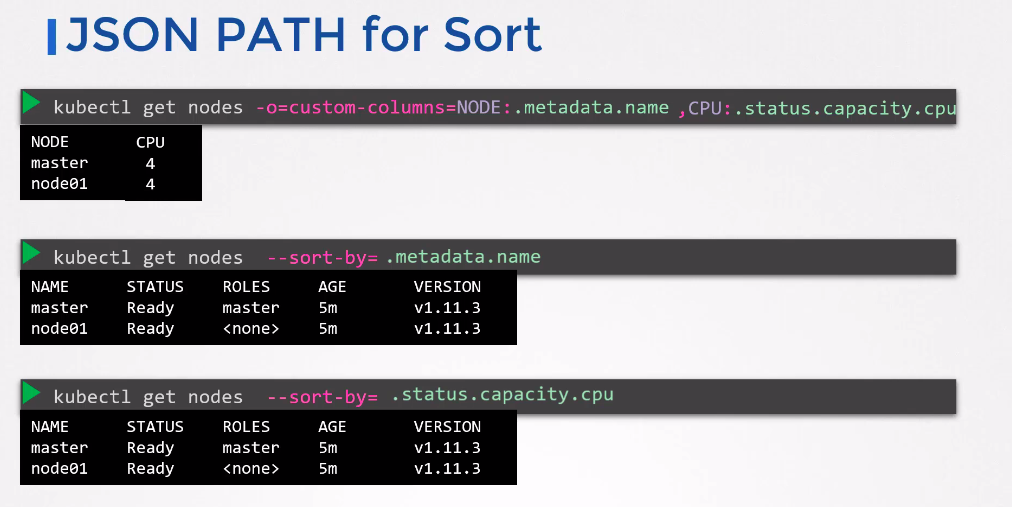 JSON PATH for Sort
kubectl get nodes -o=custom-columns=NODE:.metadata.name ,CPU:.status.capacity.cpu
NODE CPU
master 4
node01 4
kubectl get nodes --sort-by= .metadata.name
NAME STATUS ROLES AGE VERSION
master Ready master 5m v1.11.3
node01 Ready <none> 5m v1.11.3
kubectl get nodes --sort-by= .status.capacity.cpu
NAME STATUS ROLES AGE VERSION
master Ready master 5m v1.11.3
node01 Ready <none> 5m v1.11.3